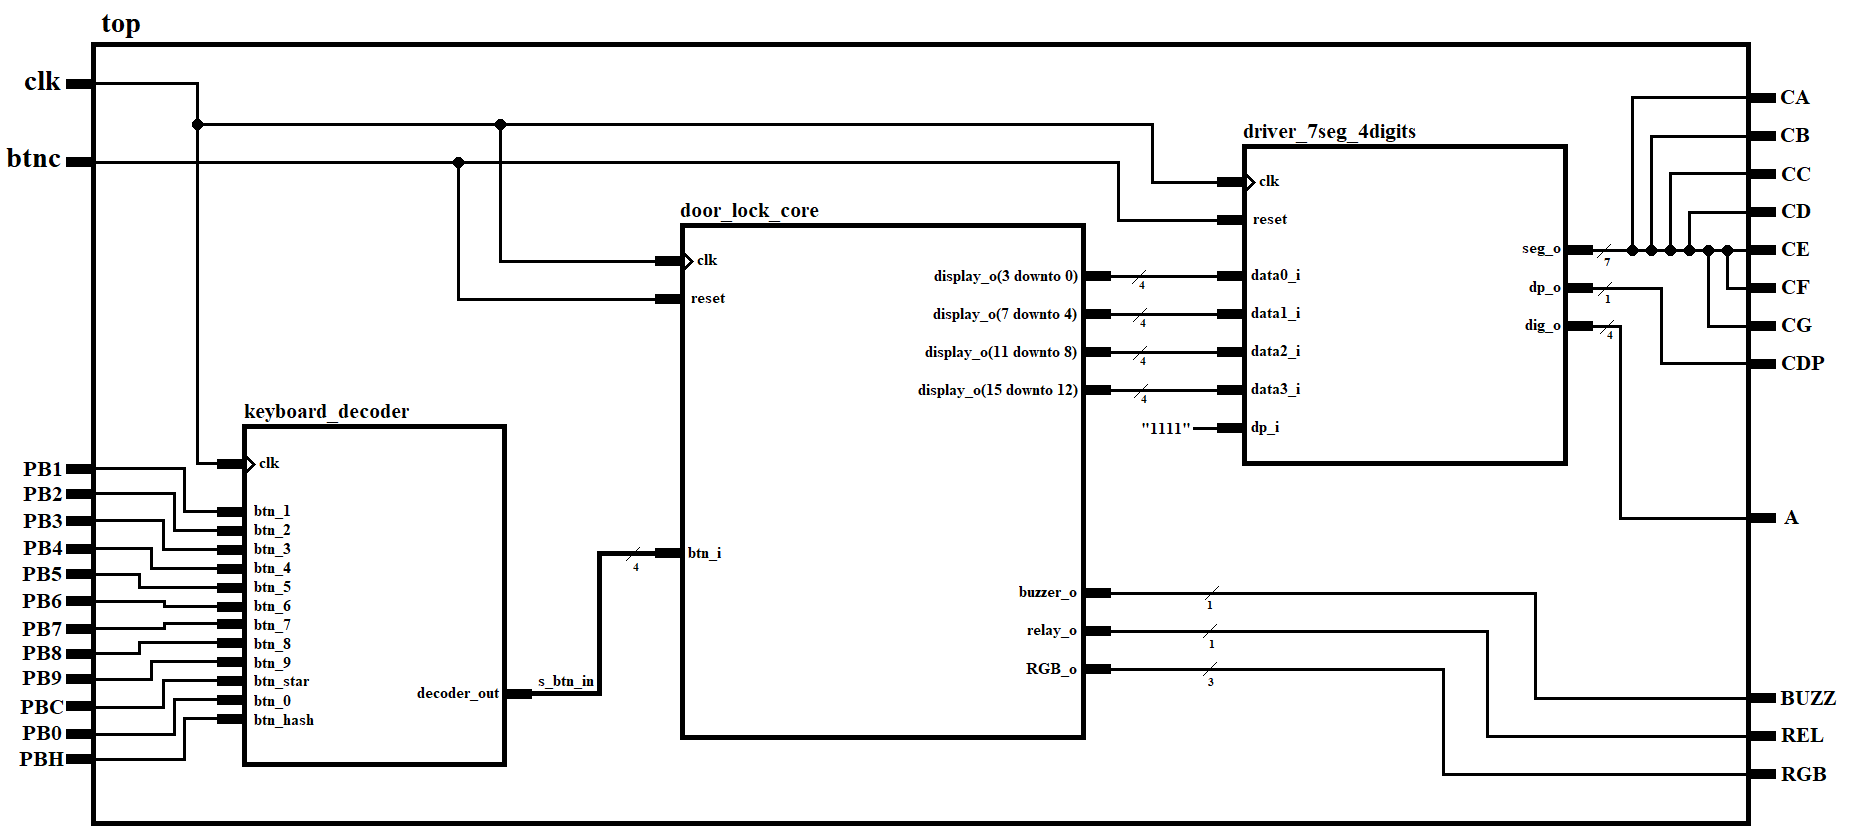 top
clk
btnc
PB1
PB2
PB3
PB4
PB5
PB6
PB7
PB8
PB9
PBC
PB0
PBH
keyboard_decoder
clk
btn_1
btn_2
btn_3
btn_4
btn_5
btn_6
btn_7
btn_8
btn_9
btn_star
btn_0
btn_hash
decoder_out
s_btn_in
4
door_lock_core
clk
reset
btn_i
display_o(3 downto 0)
display_o(7 downto 4)
display_o(11 downto 8)
display_o(15 downto 12)
buzzer_o
relay_o
RGB_o
4
4
4
4
"1111"
1
1
3
driver_7seg_4digits
clk
reset
data0_i
data1_i
data2_i
data3_i
dp_i
seg_o
dp_o
dig_o
7
1
4
CA
CB
CC
CD
CE
CF
CG
CDP
A
BUZZ
REL
RGB